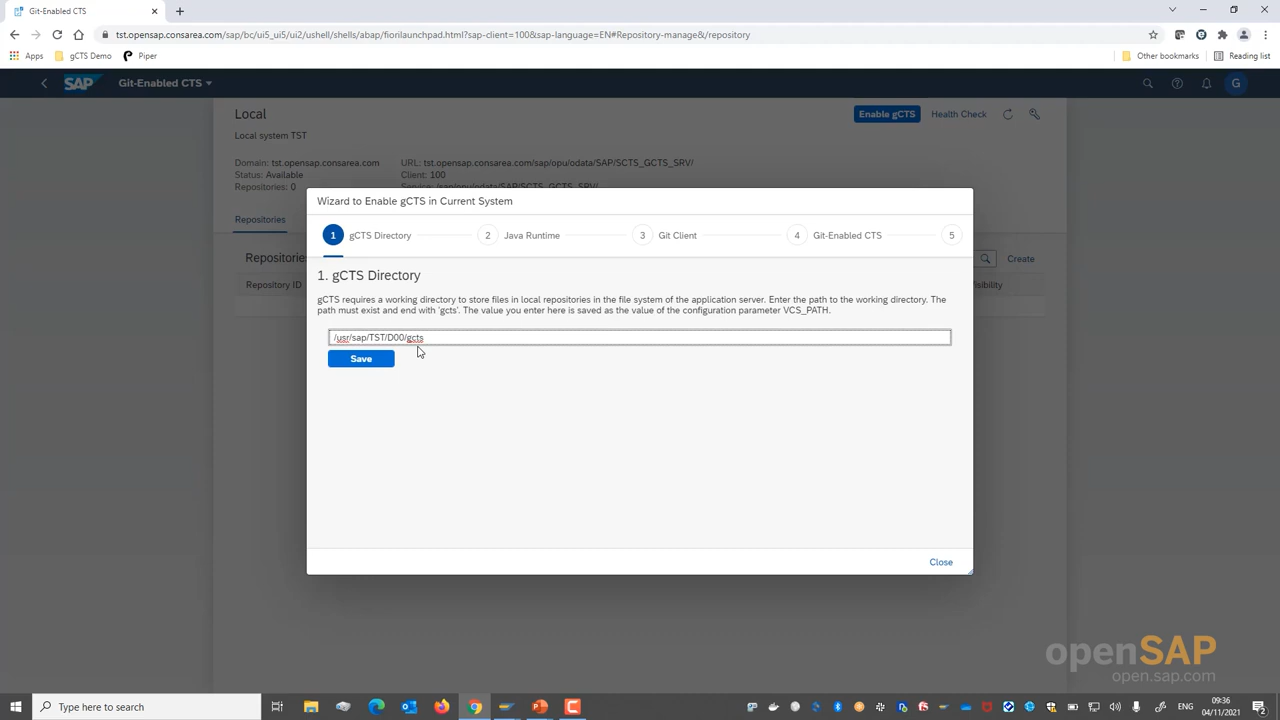 Git-Enabled CTS
tst.opensap.consarea.com/sap/bc/ui5_ui5/ui2/ushell/shells/abap/fiorilaunchpad.html?sap-client=100&sap-language=EN#Repository-manage&/repository
Apps
gCTS Demo
Piper
Other bookmarks
Reading list
SAP
Git-Enabled CTS
G
Local
Enable gCTS
Health Check
Local system TST
Domain: tst.opensap.consarea.com
URL: tst.opensap.consarea.com/sap/opu/odata/SAP/SCTS_GCTS_SRV/
Status: Available
Client: 100
Repositories: 0
Service: /sap/opu/odata/SAP/SCTS_GCTS_SRV/
Wizard to Enable gCTS in Current System
Repositories
1 gCTS Directory
2 Java Runtime
3 Git Client
4 Git-Enabled CTS
5
Repositories
Create
1. gCTS Directory
Repository ID
gCTS requires a working directory to store files in local repositories in the file system of the application server. Enter the path to the working directory. The
path must exist and end with 'gcts'. The value you enter here is saved as the value of the configuration parameter VCS_PATH.
/usr/sap/TST/D00/gcts
Save
Close
openSAP
open.sap.com
Type here to search
ENG
09:36
04/11/2021
2